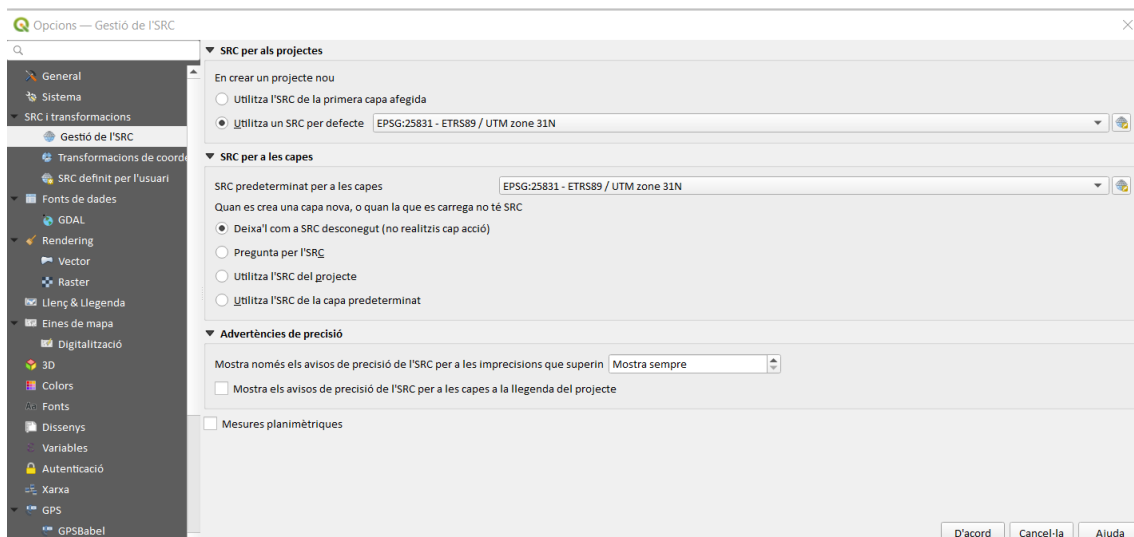 Opcions — Gestió de l'SRC
General
Sistema
SRC i transformacions
Gestió de l'SRC
Transformacions de coorde
SRC definit per l'usuari
Fonts de dades
GDAL
Rendering
Vector
Raster
Llenç & Llegenda
Eines de mapa
Digitalització
3D
Colors
Fonts
Dissenys
Variables
Autenticació
Xarxa
GPS
GPSBabel
SRC per als projectes
En crear un projecte nou
Utilitza l'SRC de la primera capa afegida
Utilitza un SRC per defecte EPSG:25831 - ETRS89 / UTM zone 31N
SRC per a les capes
SRC predeterminat per a les capes EPSG:25831 - ETRS89 / UTM zone 31N
Quan es crea una capa nova, o quan la que es carrega no té SRC
Deixa'l com a SRC desconegut (no realitzis cap acció)
Pregunta per l'SRC
Utilitza l'SRC del projecte
Utilitza l'SRC de la capa predeterminat
Advertències de precisió
Mostra només els avisos de precisió de l'SRC per a les imprecisions que superin Mostra sempre
Mostra els avisos de precisió de l'SRC per a les capes a la llegenda del projecte
Mesures planimètriques
D'acord Cancel·la Ajuda